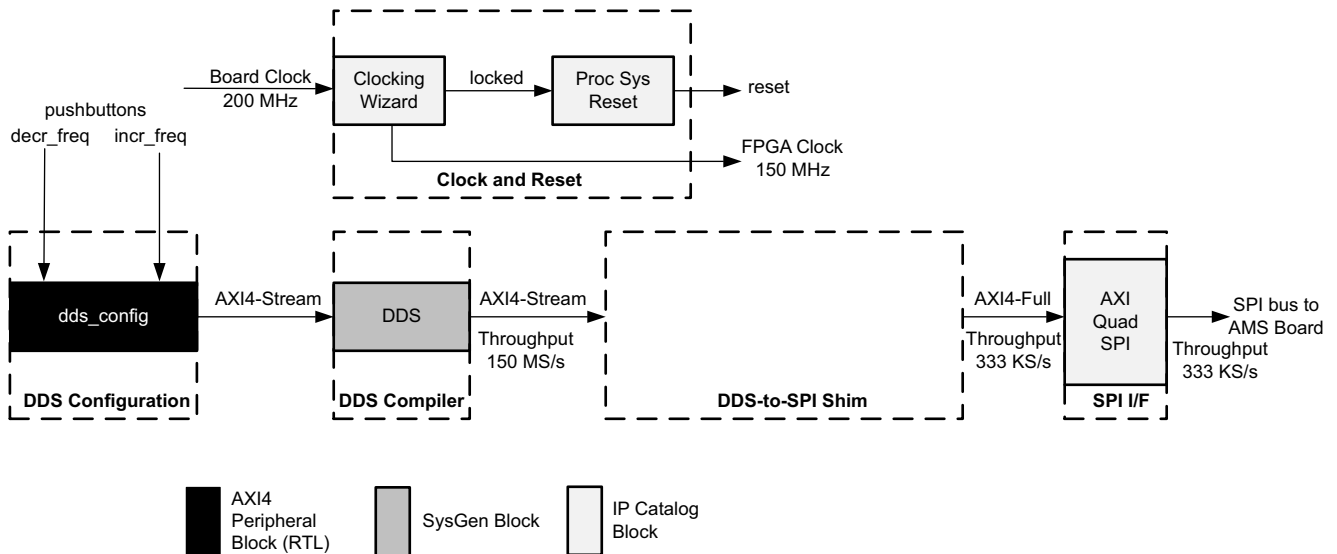 Board Clock
200 MHz
Clocking
Wizard
locked
Proc Sys
Reset
reset
pushbuttons
decr_freq
incr_freq
FPGA Clock
150 MHz
Clock and Reset
dds_config
DDS Configuration
AXI4-Stream
DDS
DDS Compiler
AXI4-Stream
Throughput
150 MS/s
DDS-to-SPI Shim
AXI4-Full
Throughput
333 KS/s
AXI
Quad
SPI
SPI I/F
SPI bus to
AMS Board
Throughput
333 KS/s
AXI4
Peripheral
Block (RTL)
SysGen Block
IP Catalog
Block